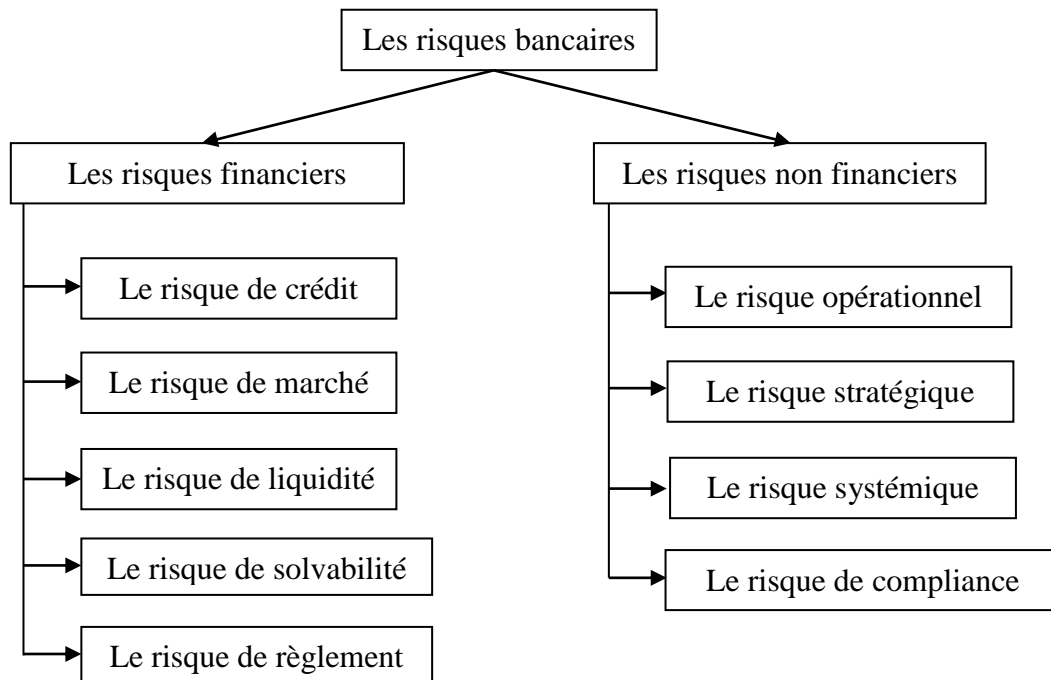 Les risques bancaires
Les risques financiers
Le risque de crédit
Le risque de marché
Le risque de liquidité
Le risque de solvabilité
Le risque de règlement
Les risques non financiers
Le risque opérationnel
Le risque stratégique
Le risque systémique
Le risque de compliance